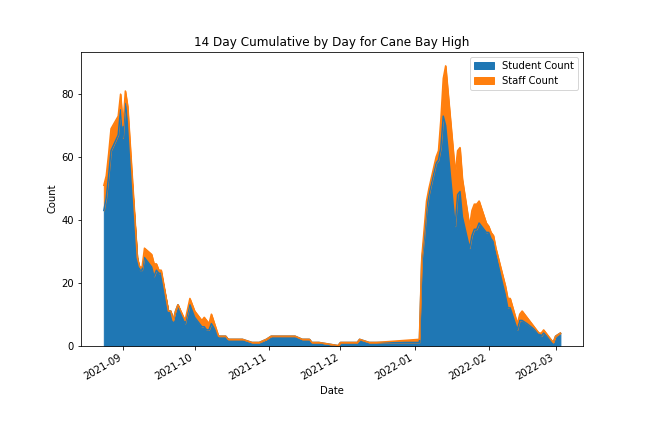 14 Day Cumulative by Day for Cane Bay High
Student Count
Staff Count
80
60
40
20
0
Count
2021-09
2021-10
2021-11
2021-12
2022-01
2022-02
2022-03
Date